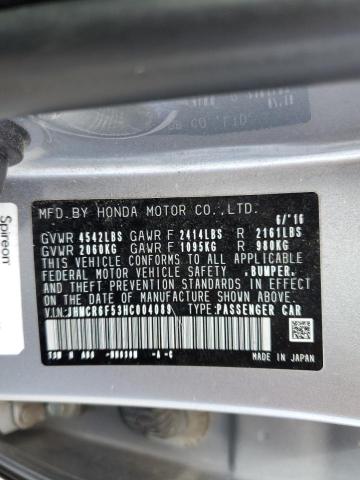 MFD.BY HONDA MOTOR CO.,LTD.
6/'16
GVWR 4542LBS GAWR F 2414LBS R 2161LBS
GVWR 2060KG GAWR F 1095KG R 980KG
THIS VEHICLE CONFORMS TO ALL APPLICABLE
FEDERAL MOTOR VEHICLE SAFETY ,BUMPER,
AND THEFT PREVENTION STANDARDS IN EFFECT
ON THE DATE OF MANUFACTURE SHOWN ABOVE.
V.I.N:JHMCR6F53HC004089 TYPE:PASSENGER CAR
MADE IN JAPAN
Spireon